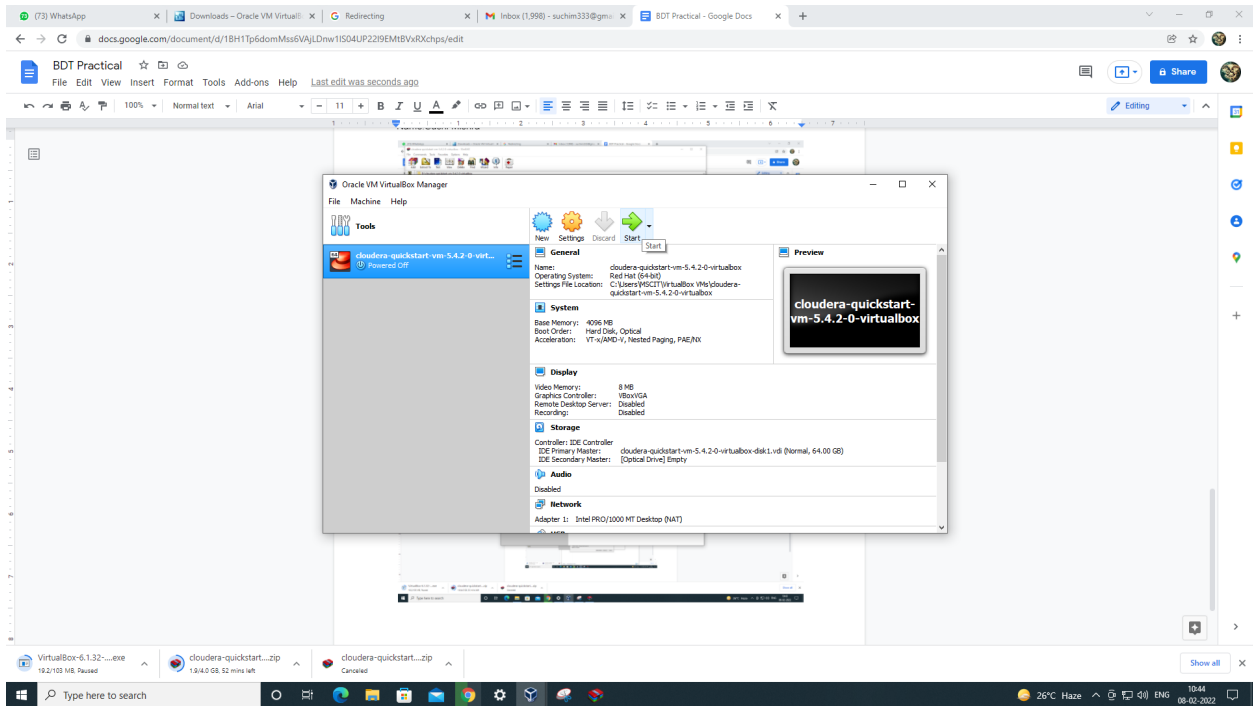 (73) WhatsApp
Downloads – Oracle VM VirtualB
Redirecting
Inbox (1,998) - suchim333@gma
BDT Practical - Google Docs
docs.google.com/document/d/1BH1Tp6domMss6VAjLDnw1IS04UP22I9EMtBVxRXchps/edit
BDT Practical
File Edit View Insert Format Tools Add-ons Help Last edit was seconds ago
Share
100% Normal text Arial 11 B I U A Editing
Oracle VM VirtualBox Manager
File Machine Help
Tools
New Settings Discard Start
Start
cloudera-quickstart-vm-5.4.2-0-virt...
Powered Off
General
Name: cloudera-quickstart-vm-5.4.2-0-virtualbox
Operating System: Red Hat (64-bit)
Settings File Location: C:\Users\MSCIT\VirtualBox VMs\cloudera-
quickstart-vm-5.4.2-0-virtualbox
Preview
cloudera-quickstart-
vm-5.4.2-0-virtualbox
System
Base Memory: 4096 MB
Boot Order: Hard Disk, Optical
Acceleration: VT-x/AMD-V, Nested Paging, PAE/NX
Display
Video Memory: 8 MB
Graphics Controller: VBoxVGA
Remote Desktop Server: Disabled
Recording: Disabled
Storage
Controller: IDE Controller
IDE Primary Master: cloudera-quickstart-vm-5.4.2-0-virtualbox-disk1.vdi (Normal, 64.00 GB)
IDE Secondary Master: [Optical Drive] Empty
Audio
Disabled
Network
Adapter 1: Intel PRO/1000 MT Desktop (NAT)
VirtualBox-6.1.32-....exe
19.2/103 MB, Paused
cloudera-quickstart....zip
1.9/4.0 GB, 52 mins left
cloudera-quickstart....zip
Canceled
Show all
Type here to search
26°C Haze
ENG
10:44
08-02-2022